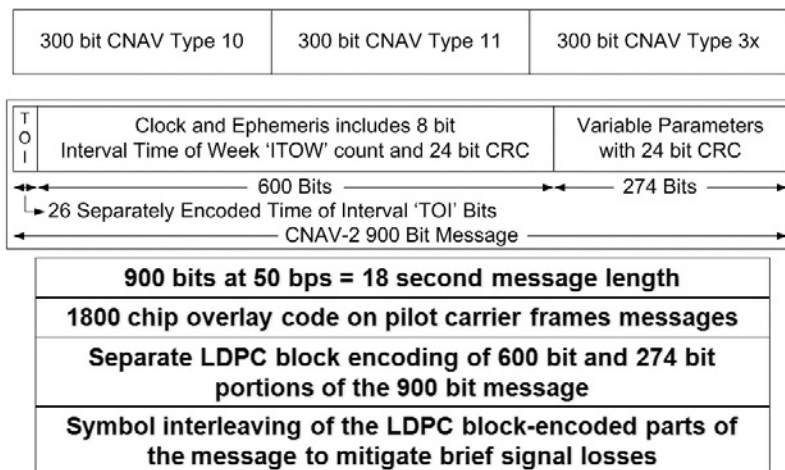 300 bit CNAV Type 10
300 bit CNAV Type 11
300 bit CNAV Type 3x
T
O
I
Clock and Ephemeris includes 8 bit
Interval Time of Week ‘ITOW’ count and 24 bit CRC
Variable Parameters
with 24 bit CRC
600 Bits
274 Bits
26 Separately Encoded Time of Interval ‘TOI’ Bits
CNAV-2 900 Bit Message
900 bits at 50 bps = 18 second message length
1800 chip overlay code on pilot carrier frames messages
Separate LDPC block encoding of 600 bit and 274 bit
portions of the 900 bit message
Symbol interleaving of the LDPC block-encoded parts of
the message to mitigate brief signal losses